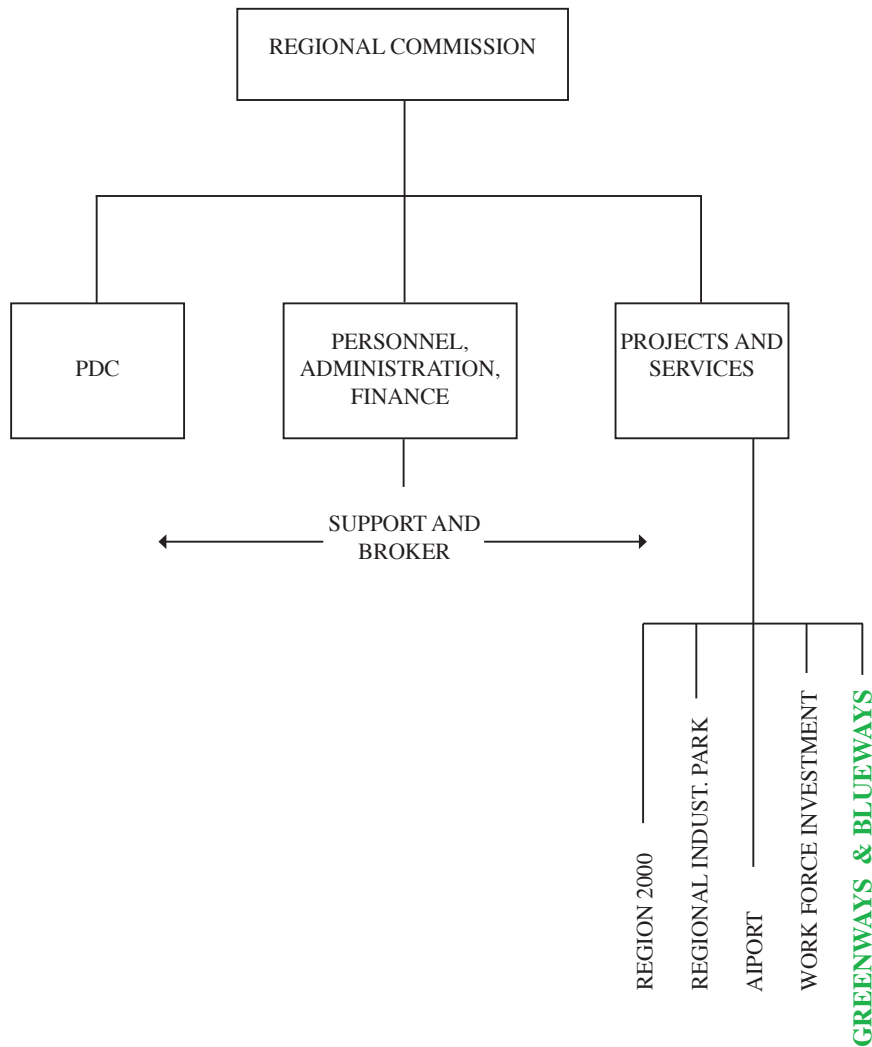 REGIONAL COMMISSION
PDC
PERSONNEL,
ADMINISTRATION,
FINANCE
PROJECTS AND
SERVICES
SUPPORT AND
BROKER
REGION 2000
REGIONAL INDUST. PARK
AIPORT
WORK FORCE INVESTMENT
GREENWAYS & BLUEWAYS